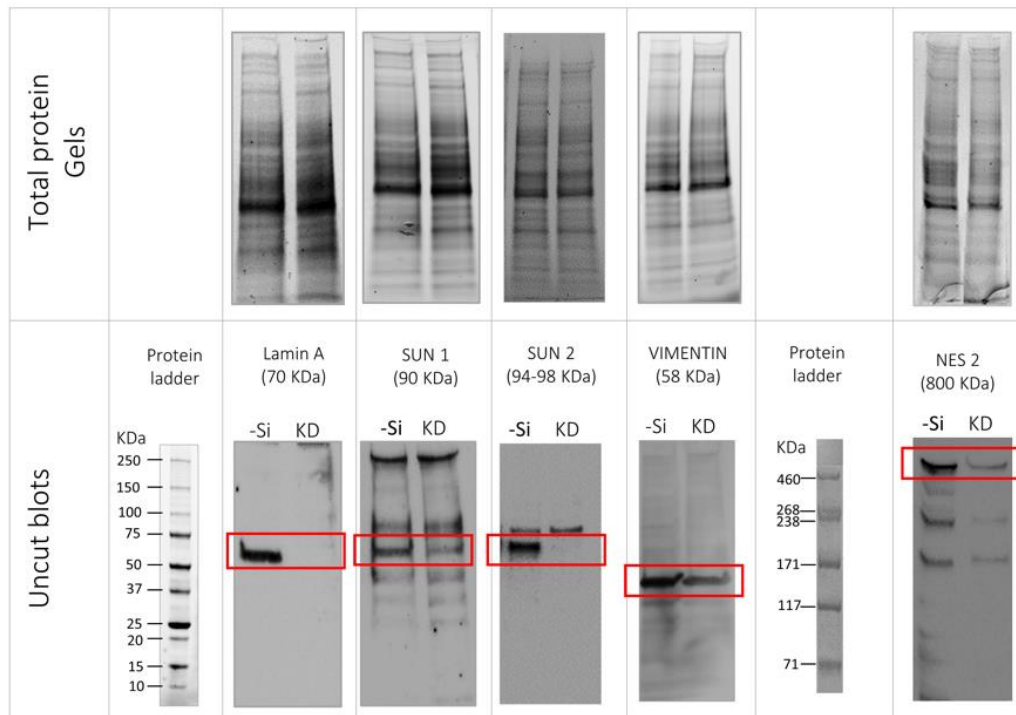 Total protein
Gels
Uncut blots
Protein
ladder
KDa
250
150
100
75
50
37
25
20
15
10
Lamin A
(70 KDa)
-Si KD
SUN 1
(90 KDa)
-Si KD
SUN 2
(94-98 KDa)
-Si KD
VIMENTIN
(58 KDa)
-Si KD
Protein
ladder
KDa
460
268
238
171
117
71
NES 2
(800 KDa)
-Si KD